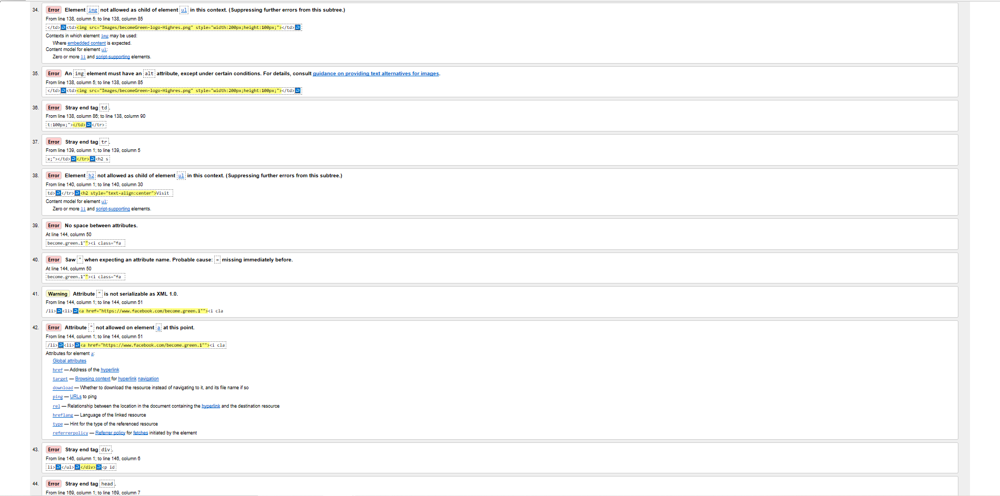 34. Error Element img not allowed as child of element ul in this context. (Suppressing further errors from this subtree.)
From line 138, column 5; to line 138, column 85
</td>↩<td><img src="Images/becomeGreen-logo-Highres.png" style="width:200px;height:100px;"></td>↩
Contexts in which element img may be used:
Where embedded content is expected.
Content model for element ul:
Zero or more li and script-supporting elements.
35. Error An img element must have an alt attribute, except under certain conditions. For details, consult guidance on providing text alternatives for images.
From line 138, column 5; to line 138, column 85
</td>↩<td><img src="Images/becomeGreen-logo-Highres.png" style="width:200px;height:100px;"></td>↩
36. Error Stray end tag td.
From line 138, column 86; to line 138, column 90
t:100px;"></td>↩</tr>
37. Error Stray end tag tr.
From line 139, column 1; to line 139, column 5
x;"></td>↩</tr>↩<h2 s
38. Error Element h2 not allowed as child of element ul in this context. (Suppressing further errors from this subtree.)
From line 140, column 1; to line 140, column 30
td>↩</tr>↩<h2 style="text-align:center">Visit
Content model for element ul:
Zero or more li and script-supporting elements.
39. Error No space between attributes.
At line 144, column 50
become.green.1""><i class="fa
40. Error Saw " when expecting an attribute name. Probable cause: = missing immediately before.
At line 144, column 50
become.green.1""><i class="fa
41. Warning Attribute " is not serializable as XML 1.0.
From line 144, column 1; to line 144, column 51
/li>↩<li>↩<a href="https://www.facebook.com/become.green.1""><i cla
42. Error Attribute " not allowed on element a at this point.
From line 144, column 1; to line 144, column 51
/li>↩<li>↩<a href="https://www.facebook.com/become.green.1""><i cla
Attributes for element a:
Global attributes
href — Address of the hyperlink
target — Browsing context for hyperlink navigation
download — Whether to download the resource instead of navigating to it, and its file name if so
ping — URLs to ping
rel — Relationship between the location in the document containing the hyperlink and the destination resource
hreflang — Language of the linked resource
type — Hint for the type of the referenced resource
referrerpolicy — Referrer policy for fetches initiated by the element
43. Error Stray end tag div.
From line 146, column 1; to line 146, column 6
li>↩</ul>↩</div>↩<p id
44. Error Stray end tag head.
From line 169, column 1; to line 169, column 7